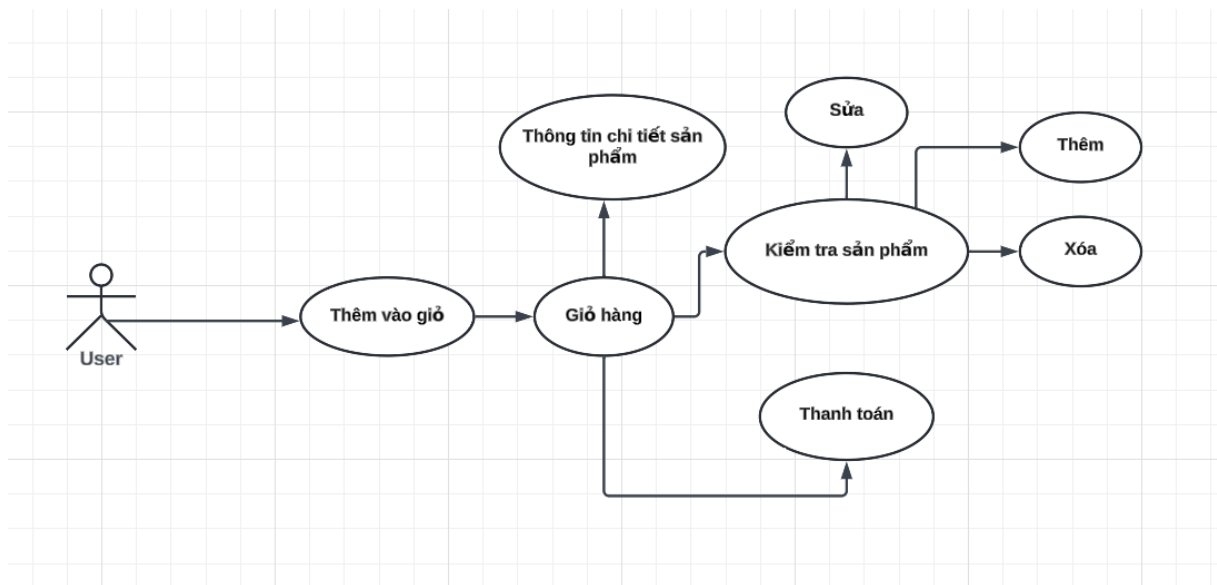 Sửa
Thông tin chi tiết sản
phẩm
Thêm
Kiểm tra sản phẩm
Xóa
Thêm vào giỏ
Giỏ hàng
User
Thanh toán